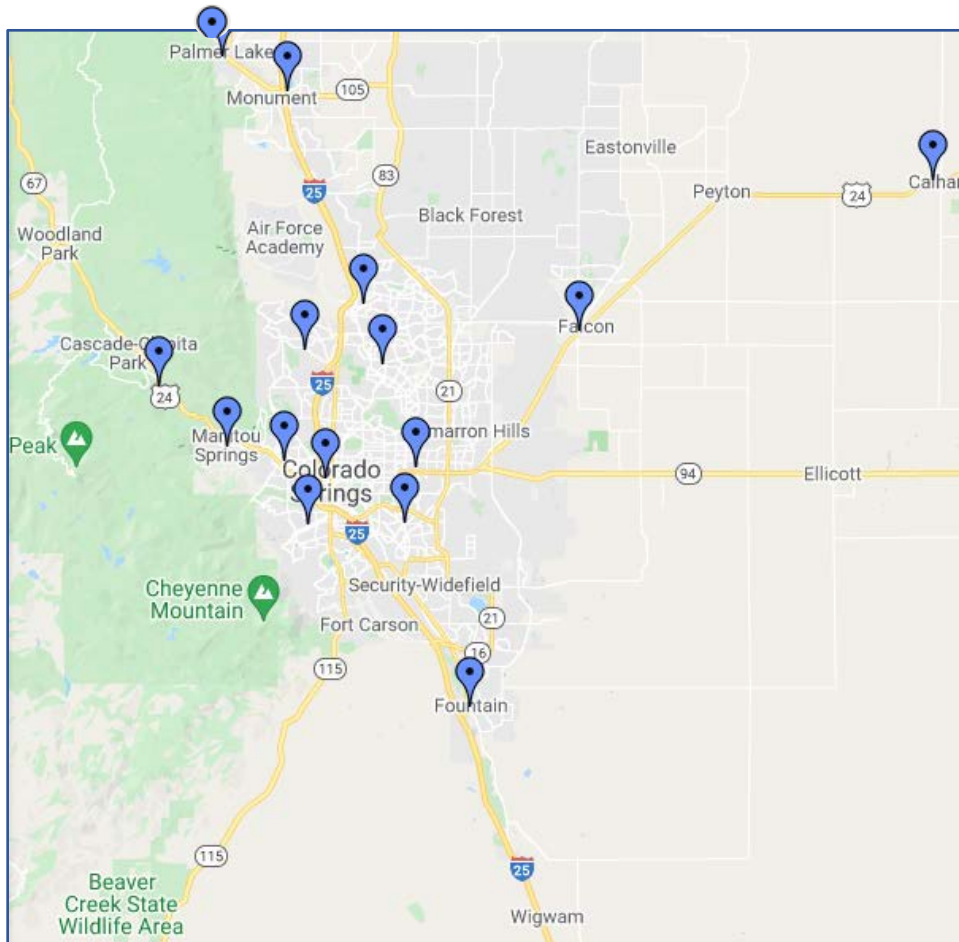 Palmer Lake
Monument
105
Eastonville
83
67
25
Peyton
24
Calhan
Black Forest
Air Force
Academy
Woodland
Park
Falcon
Cascade-Chipita
Park
25
21
24
Manitou
Springs
Cimarron Hills
Peak
Colorado
Springs
94
Ellicott
25
Cheyenne
Mountain
Security-Widefield
Fort Carson
21
16
115
Fountain
115
25
Beaver
Creek State
Wildlife Area
Wigwam